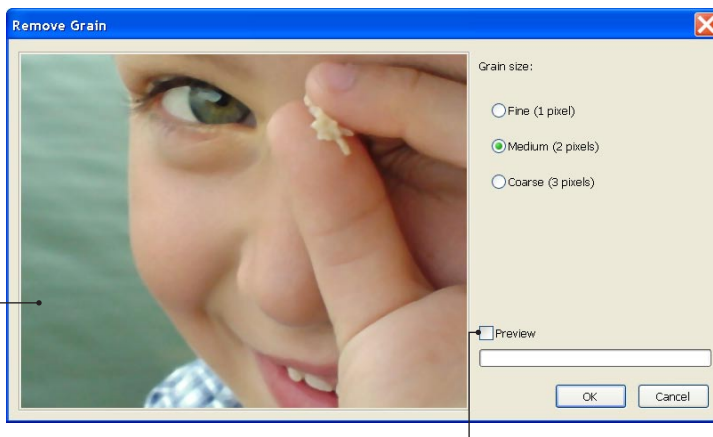 Remove Grain
Grain size:
Fine (1 pixel)
Medium (2 pixels)
Coarse (3 pixels)
Preview
OK Cancel